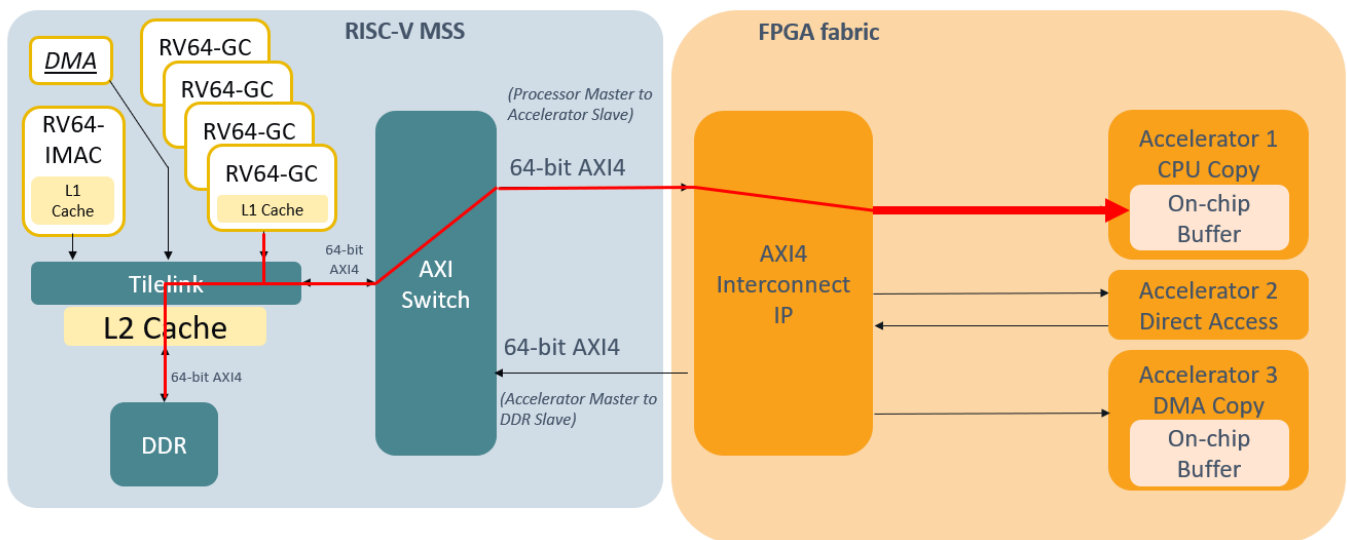 RISC-V MSS
FPGA fabric
DMA
RV64-GC
RV64-GC
RV64-GC
RV64-GC
L1 Cache
RV64-
IMAC
L1
Cache
Tilelink
L2 Cache
64-bit AXI4
DDR
64-bit
AXI4
AXI
Switch
(Processor Master to
Accelerator Slave)
64-bit AXI4
64-bit AXI4
(Accelerator Master to
DDR Slave)
AXI4
Interconnect
IP
Accelerator 1
CPU Copy
On-chip
Buffer
Accelerator 2
Direct Access
Accelerator 3
DMA Copy
On-chip
Buffer